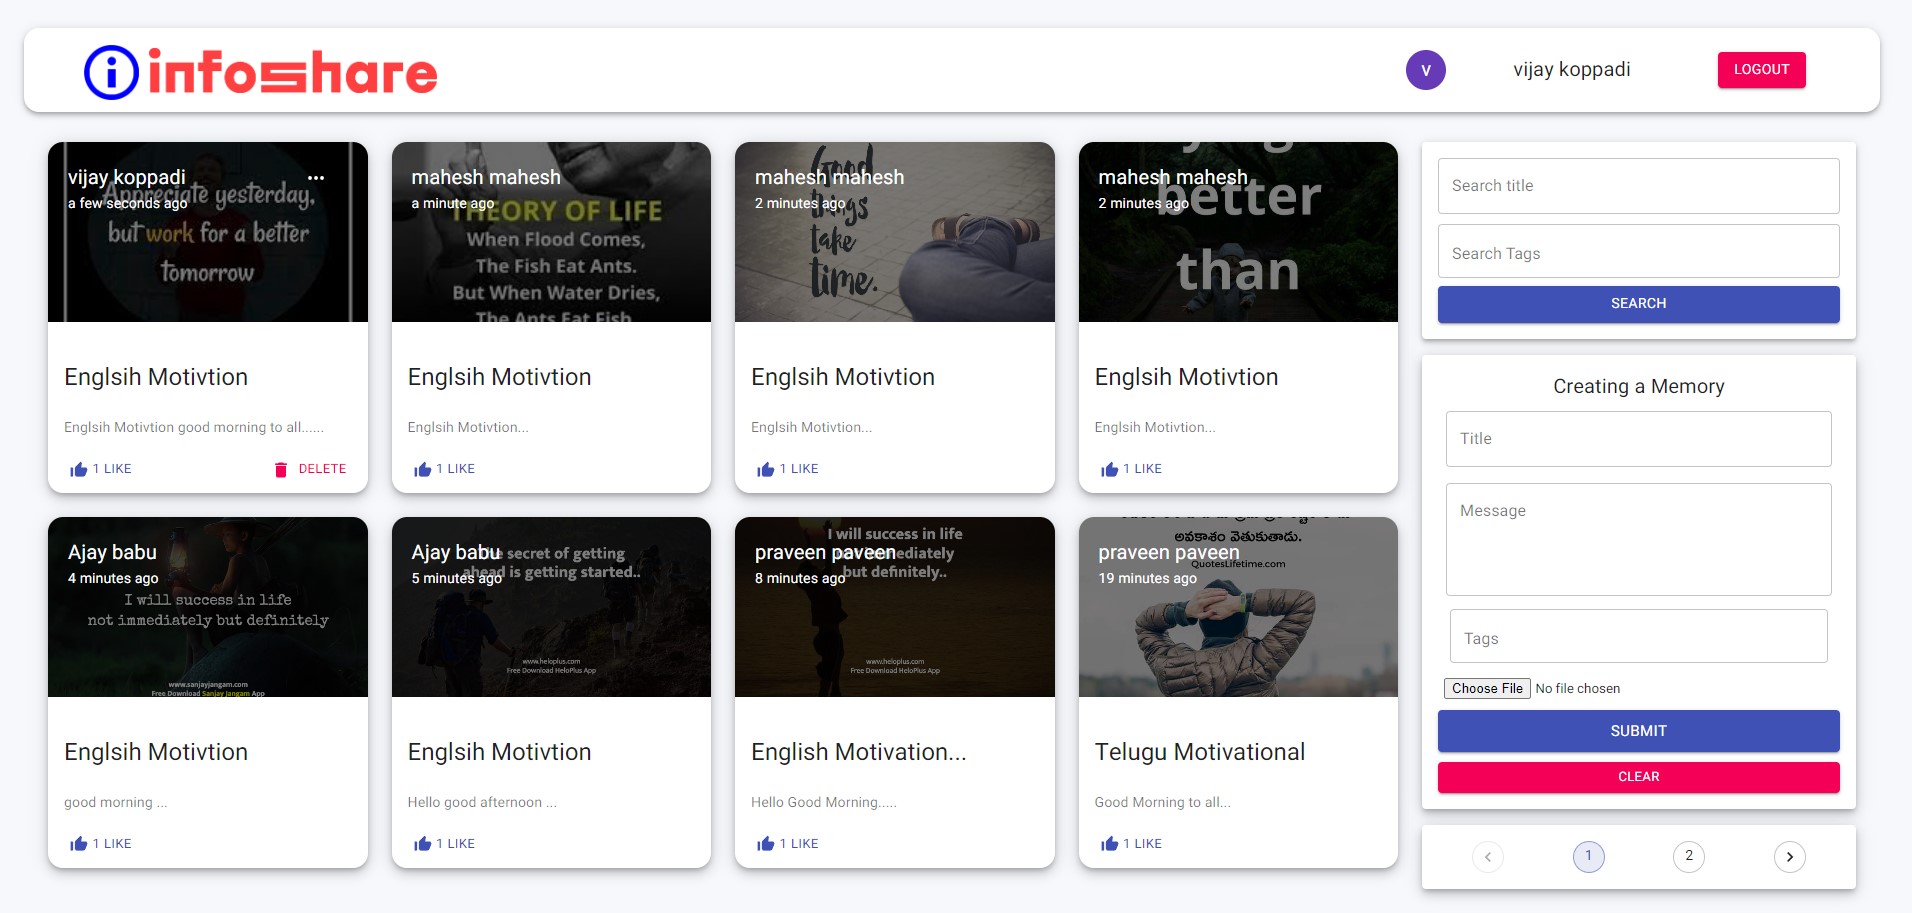 infoshare
V
vijay koppadi
LOGOUT
vijay koppadi
a few seconds ago
Appreciate yesterday,
but work for a better
tomorrow
Englsih Motivtion
Englsih Motivtion good morning to all......
1 LIKE
DELETE
mahesh mahesh
a minute ago
THEORY OF LIFE
When Flood Comes,
The Fish Eat Ants.
But When Water Dries,
The Ants Eat Fish
Englsih Motivtion
Englsih Motivtion...
1 LIKE
mahesh mahesh
2 minutes ago
Good
things
take
time.
Englsih Motivtion
Englsih Motivtion...
1 LIKE
mahesh mahesh
2 minutes ago
better
than
Englsih Motivtion
Englsih Motivtion...
1 LIKE
Ajay babu
4 minutes ago
I will success in life
not immediately but definitely
www.sanjayjangam.com
Free Download Sanjay Jangam App
Englsih Motivtion
good morning ...
1 LIKE
Ajay babu
5 minutes ago
The secret of getting
ahead is getting started..
www.heloplus.com
Free Download HeloPlus App
Englsih Motivtion
Hello good afternoon ...
1 LIKE
praveen paveen
8 minutes ago
I will success in life
not immediately
but definitely..
www.heloplus.com
Free Download HeloPlus App
English Motivation...
Hello Good Morning.....
1 LIKE
praveen paveen
19 minutes ago
అవకాశం వెతుకుతాడు.
QuotesLifetime.com
Telugu Motivational
Good Morning to all...
1 LIKE
Search title
Search Tags
SEARCH
Creating a Memory
Title
Message
Tags
Choose File No file chosen
SUBMIT
CLEAR
1
2